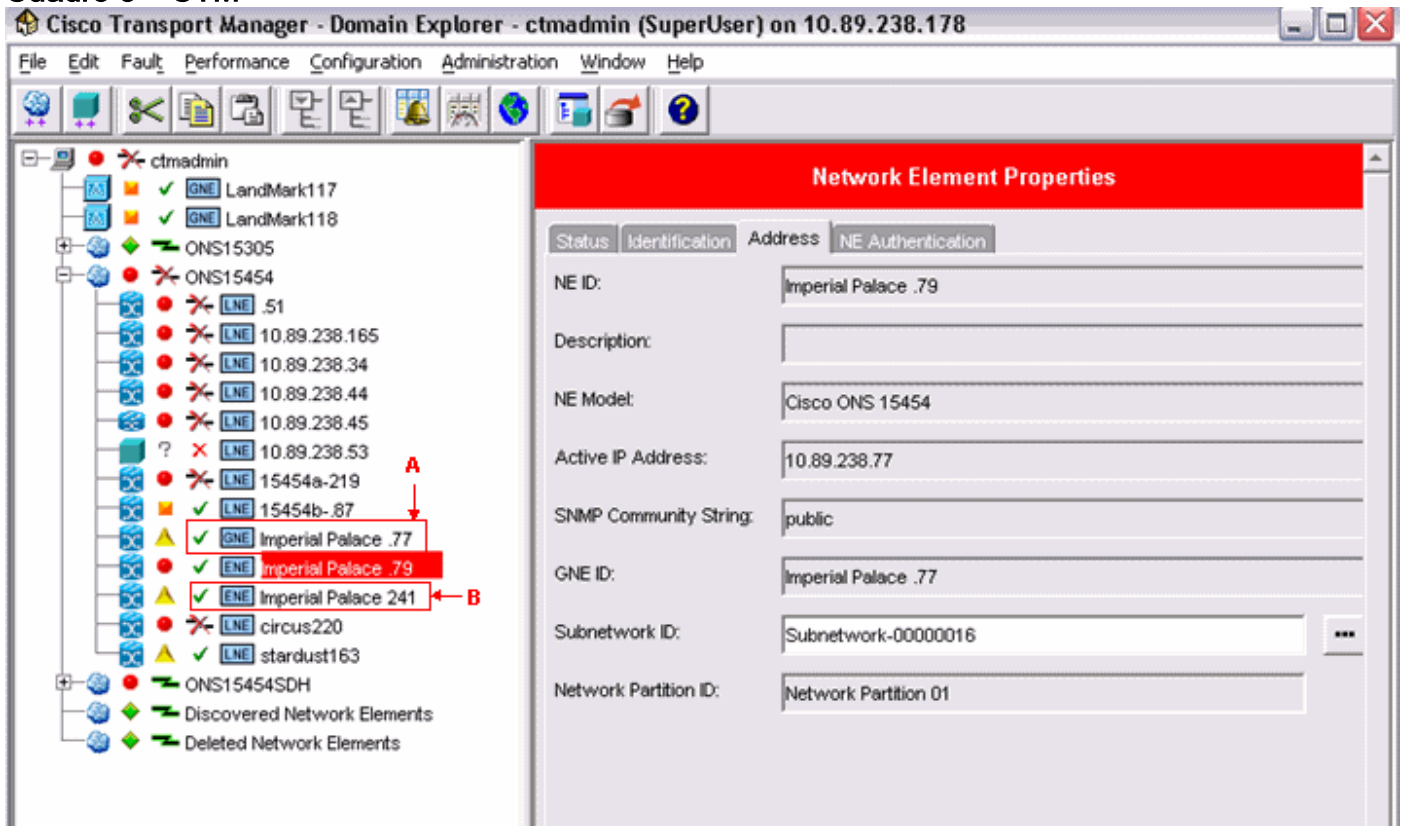 Cisco Transport Manager - Domain Explorer - ctmadmin (SuperUser) on 10.89.238.178
File Edit Fault Performance Configuration Administration Window Help
ctmadmin
GNE LandMark117
GNE LandMark118
ONS15305
ONS15454
LNE .51
LNE 10.89.238.165
LNE 10.89.238.34
LNE 10.89.238.44
LNE 10.89.238.45
? LNE 10.89.238.53
A
LNE 15454a-219
LNE 15454b-.87
GNE Imperial Palace .77
ENE Imperial Palace .79
ENE Imperial Palace 241
B
LNE circus220
LNE stardust163
ONS15454SDH
Discovered Network Elements
Deleted Network Elements
Network Element Properties
Status Identification Address NE Authentication
NE ID: Imperial Palace .79
Description:
NE Model: Cisco ONS 15454
Active IP Address: 10.89.238.77
SNMP Community String: public
GNE ID: Imperial Palace .77
Subnetwork ID: Subnetwork-00000016 ...
Network Partition ID: Network Partition 01